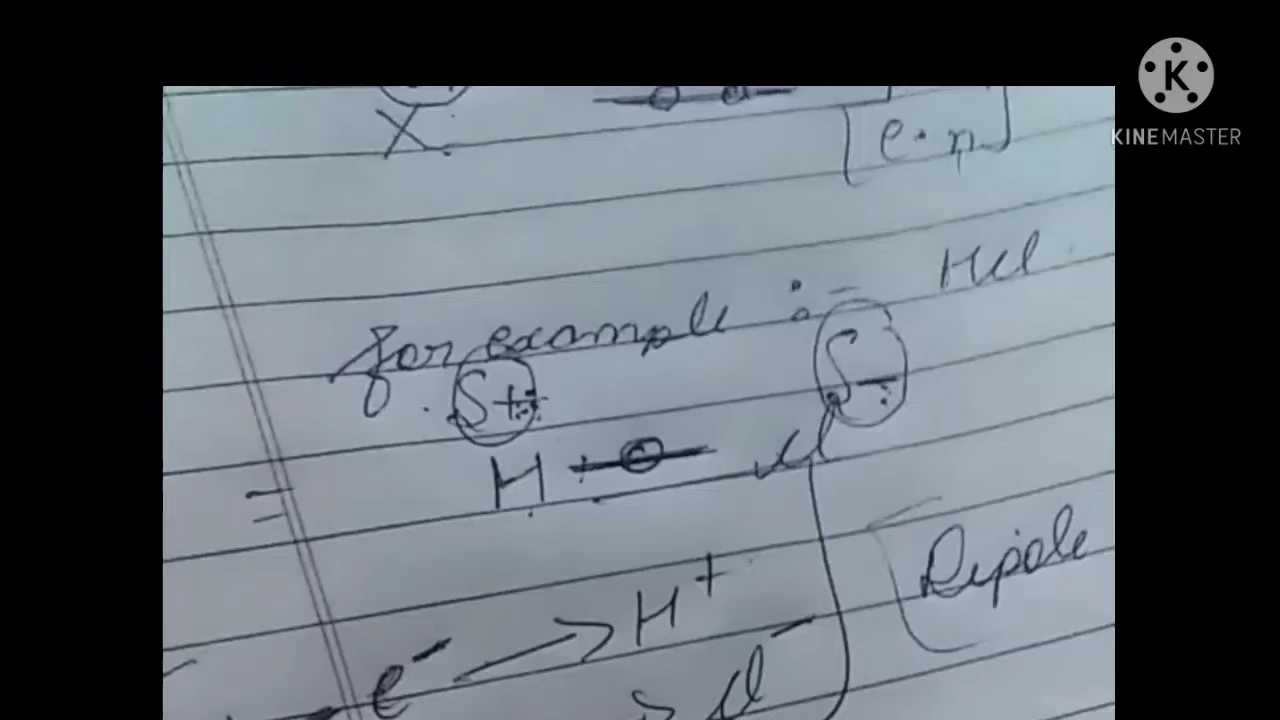 K
KINEMASTER
X
e.n
for example :- HCl
S+ S-
H Cl
Dipole
e- → H+
→ Cl-